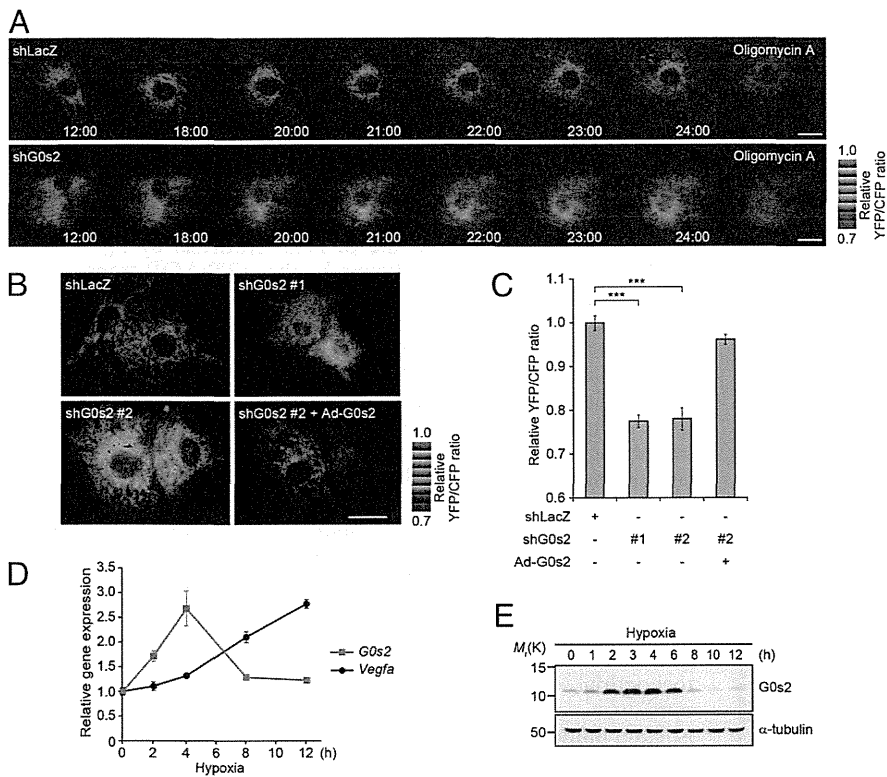 A
shLacZ
Oligomycin A
12:00 18:00 20:00 21:00 22:00 23:00 24:00
shG0s2
Oligomycin A
12:00 18:00 20:00 21:00 22:00 23:00 24:00
1.0
Relative
YFP/CFP ratio
0.7
B
shLacZ
shG0s2 #1
shG0s2 #2
shG0s2 #2 + Ad-G0s2
1.0
Relative
YFP/CFP ratio
0.7
C
Relative YFP/CFP ratio
1.1
1.0
0.9
0.8
0.7
0.6
***
***
shLacZ + - - -
shG0s2 - #1 #2 #2
Ad-G0s2 - - - +
D
Relative gene expression
3.5
3.0
2.5
2.0
1.5
1.0
0.5
0
0 2 4 6 8 10 12 (h)
Hypoxia
G0s2
Vegfa
E
Hypoxia
Mr(K) 0 1 2 3 4 6 8 10 12 (h)
15
10
G0s2
50
α-tubulin